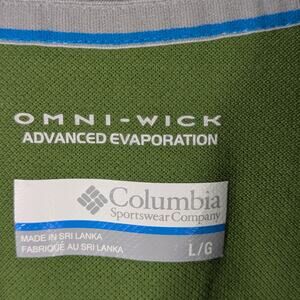 OMNI-WICK
ADVANCED EVAPORATION
Columbia
Sportswear Company
MADE IN SRI LANKA
FABRIQUÉ AU SRI LANKA
L/G